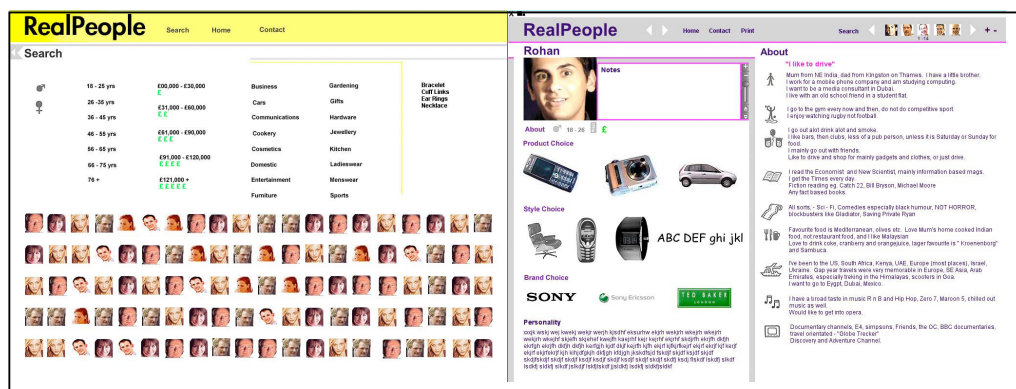 RealPeople
Search Home Contact
Search
18 - 25 yrs
26 -35 yrs
36 - 45 yrs
46 - 55 yrs
56 - 65 yrs
66 - 75 yrs
76 +
£00,000 - £30,000
£
£31,000 - £60,000
£ £
£61,000 - £90,000
£ £ £
£91,000 - £120,000
£ £ £ £
£121,000 +
£ £ £ £ £
Business
Cars
Communications
Cookery
Cosmetics
Domestic
Entertainment
Furniture
Gardening
Gifts
Hardware
Jewellery
Kitchen
Ladieswear
Menswear
Sports
Bracelet
Cuff Links
Ear Rings
Necklace
RealPeople
Home Contact Print
Search
1 -14
+ -
Rohan
Notes
About 18 - 26 £
Product Choice
Style Choice
ABC DEF ghi jkl
Brand Choice
SONY
Sony Ericsson
TED BAKER
LONDON
Personality
About
"I like to drive"
Mum from NE India, dad from Kingston on Thames. I have a little brother.
I work for a mobile phone company and am studying computing.
I want to be a media consultant in Dubai.
I live with an old school friend in a student flat.
I go to the gym every now and then, do not do competitive sport.
I enjoy watching rugby not football.
I go out alot drink alot and smoke.
I like bars, then clubs, less of a pub person, unless it is Saturday or Sunday for
food.
I mainly go out with friends.
Like to drive and shop for mainly gadgets and clothes, or just drive.
I read the Economist and New Scientist, mainly information based mags.
I get the Times every day.
Fiction reading eg. Catch 22, Bill Bryson, Michael Moore
Any fact based books.
All sorts, - Sci - Fi, Comedies especially black humour, NOT HORROR,
blockbusters like Gladiator, Saving Private Ryan
Favourite food is Mediterranean, olives etc. Love Mum's home cooked Indian
food, not restaurant food, and I like Malaysian
Love to drink coke, cranberry and orangejuice, lager favourite is " Kroenenborg"
and Sambuca.
I've been to the US, South Africa, Kenya, UAE, Europe (most places), Israel,
Ukraine. Gap year travels were very memorable in Europe, SE Asia, Arab
Emirates, especially treking in the Himalayas, scooters in Goa.
I want to go to Eygpt, Dubai, Mexico.
I have a broad taste in music R n B and Hip Hop, Zero 7, Maroon 5, chilled out
music as well.
Would like to get into opera.
Documentary channels, E4, simpsons, Friends, the OC, BBC documentaries,
travel orientated - "Globe Trecker"
Discovery and Adventure Channel.